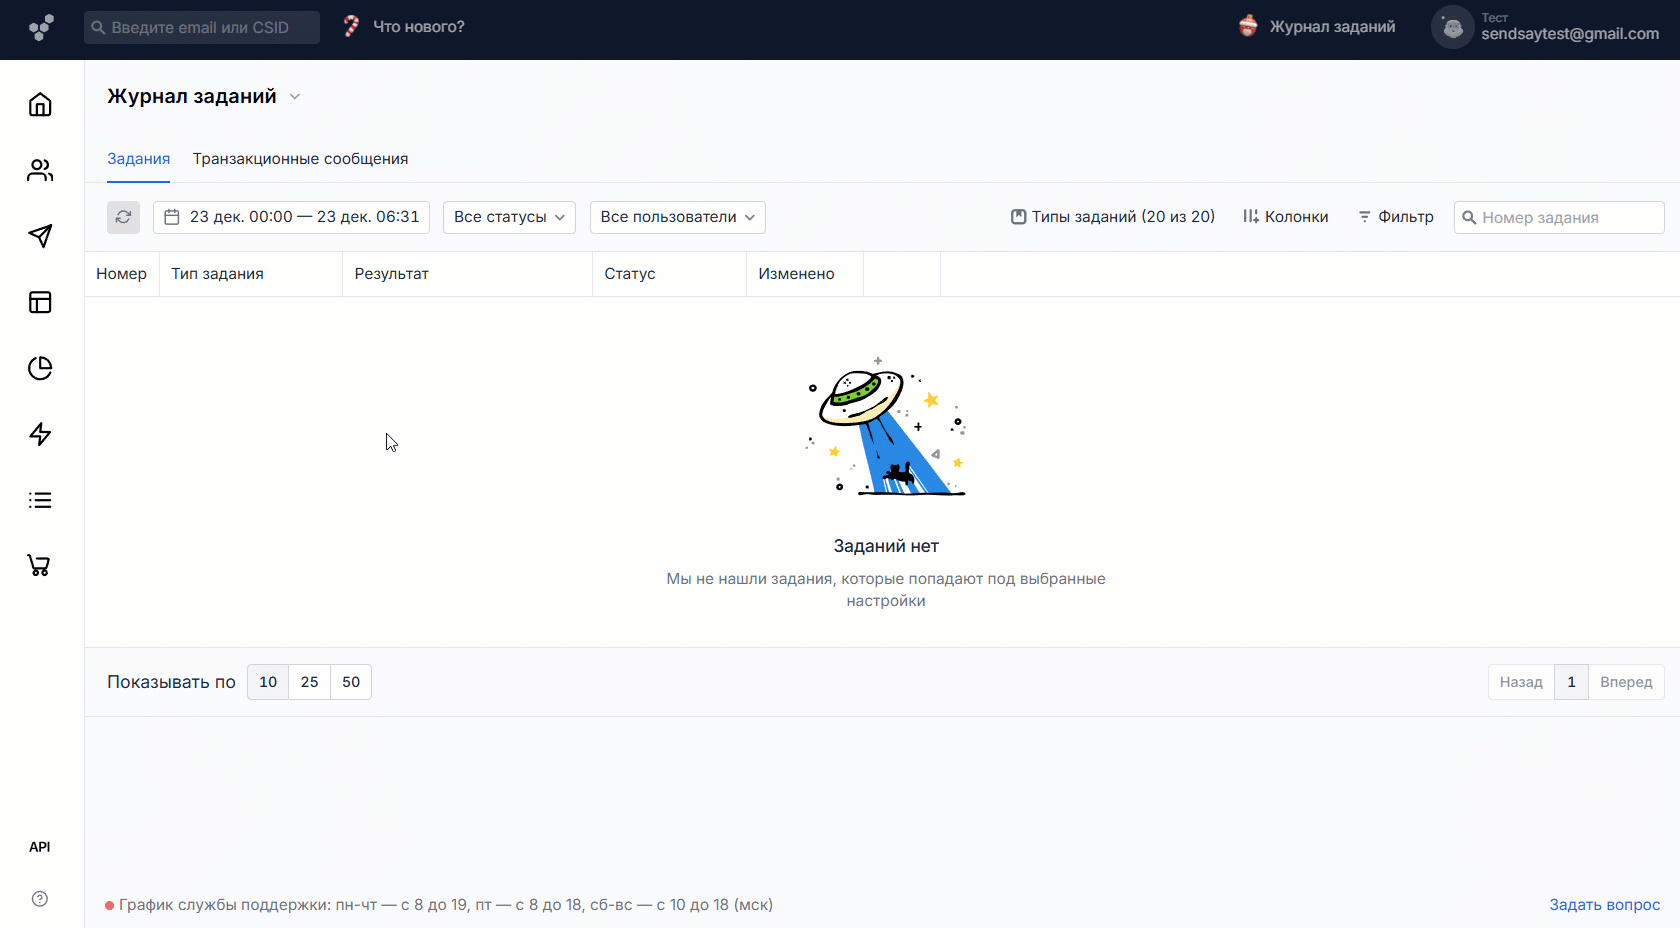 Введите email или CSID
Что нового?
Журнал заданий
Тест
sendsaytest@gmail.com
Журнал заданий
Задания
Транзакционные сообщения
23 дек. 00:00 — 23 дек. 06:31
Все статусы
Все пользователи
Типы заданий (20 из 20)
Колонки
Фильтр
Номер задания
Номер
Тип задания
Результат
Статус
Изменено
Заданий нет
Мы не нашли задания, которые попадают под выбранные
настройки
Показывать по
10
25
50
Назад
1
Вперед
API
График службы поддержки: пн-чт — с 8 до 19, пт — с 8 до 18, сб-вс — с 10 до 18 (мск)
Задать вопрос